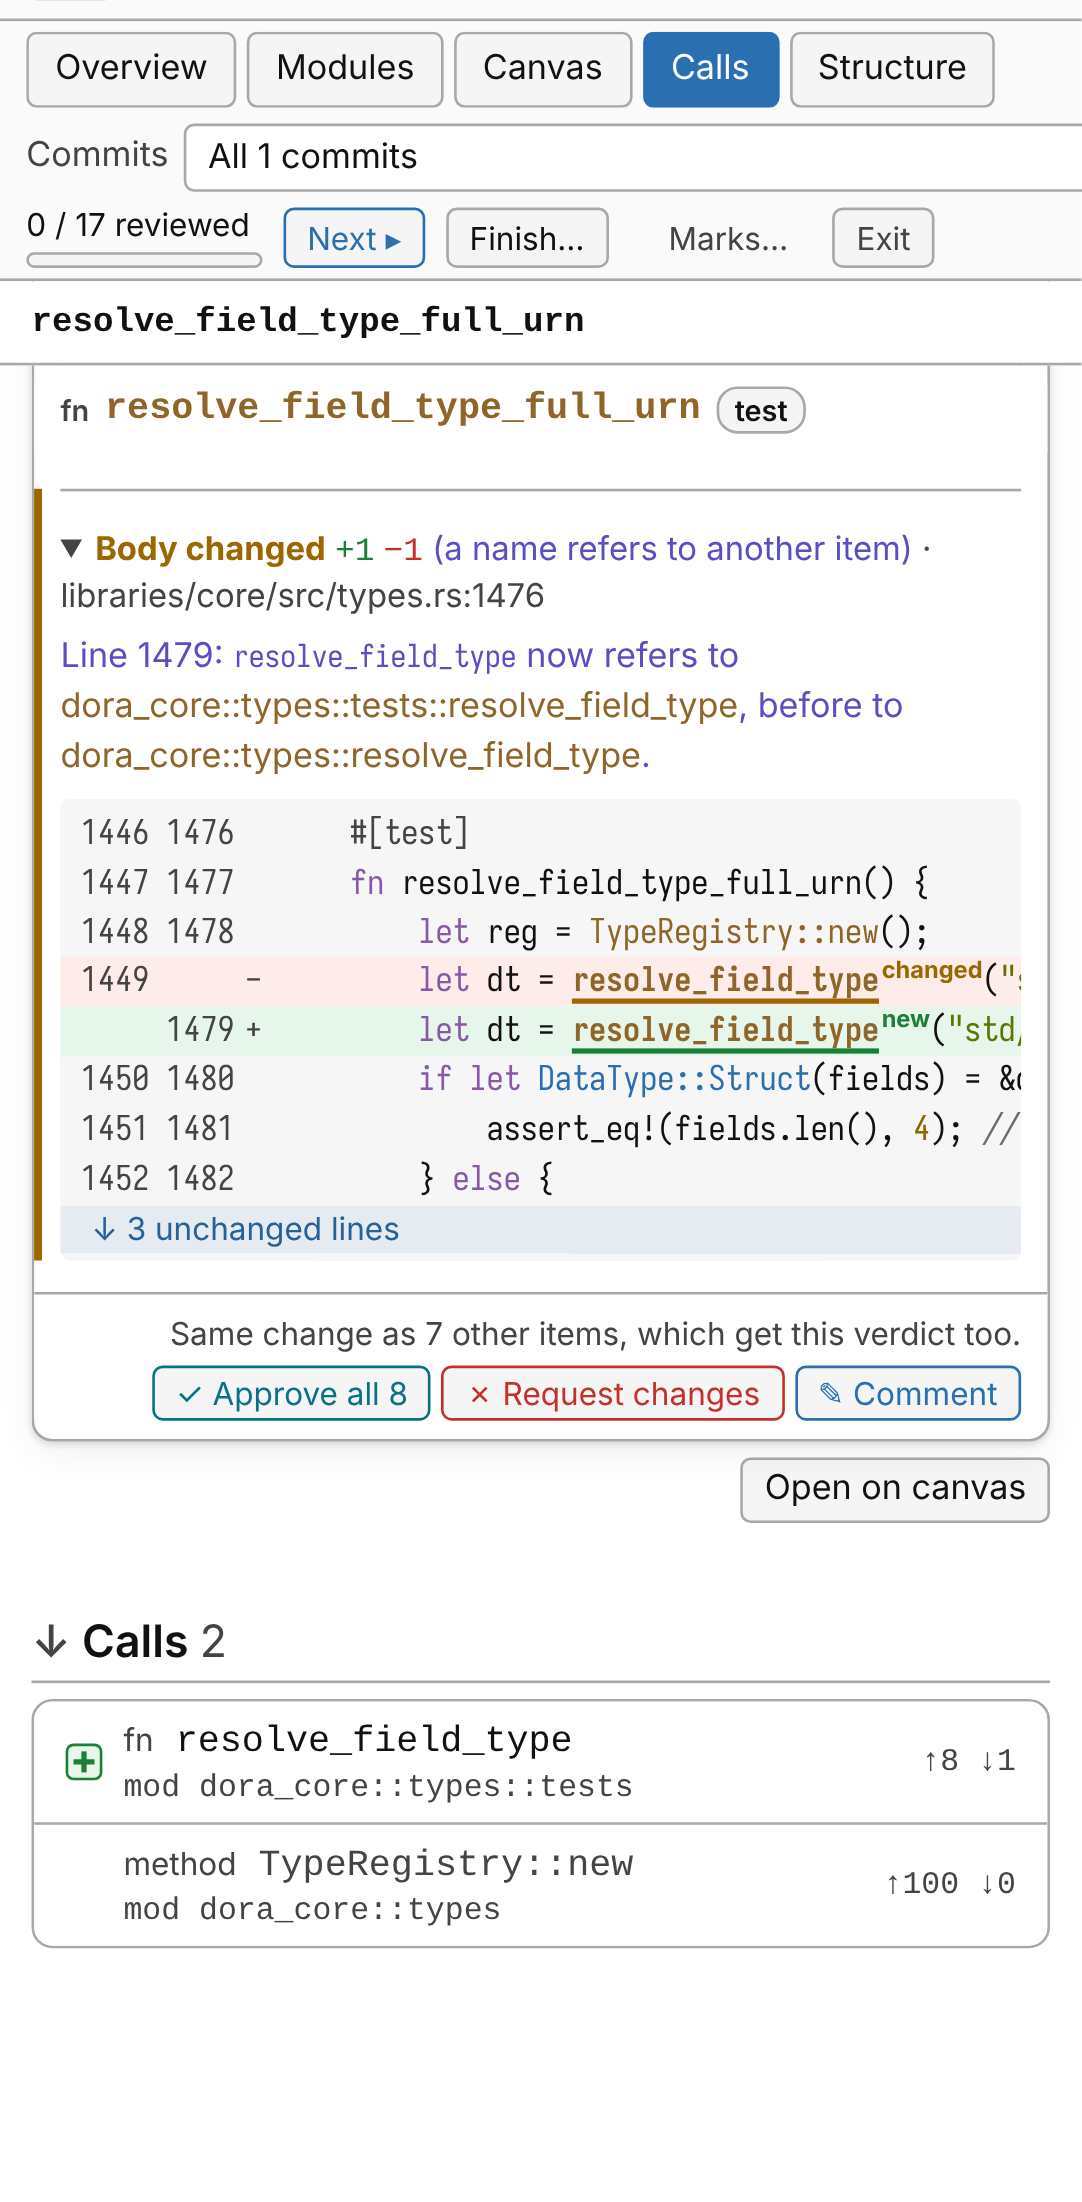 Overview Modules Canvas Calls Structure
Commits All 1 commits
0 / 17 reviewed Next ▸ Finish... Marks... Exit
resolve_field_type_full_urn
fn resolve_field_type_full_urn test
▼ Body changed +1 −1 (a name refers to another item) ·
libraries/core/src/types.rs:1476
Line 1479: resolve_field_type now refers to
dora_core::types::tests::resolve_field_type, before to
dora_core::types::resolve_field_type.
1446 1476 #[test]
1447 1477 fn resolve_field_type_full_urn() {
1448 1478 let reg = TypeRegistry::new();
1449 − let dt = resolve_field_type changed("s
1479 + let dt = resolve_field_type new("std/
1450 1480 if let DataType::Struct(fields) = &d
1451 1481 assert_eq!(fields.len(), 4); //
1452 1482 } else {
↓ 3 unchanged lines
Same change as 7 other items, which get this verdict too.
✓ Approve all 8 × Request changes ✎ Comment
Open on canvas
↓ Calls 2
fn resolve_field_type
mod dora_core::types::tests
↑8 ↓1
method TypeRegistry::new
mod dora_core::types
↑100 ↓0